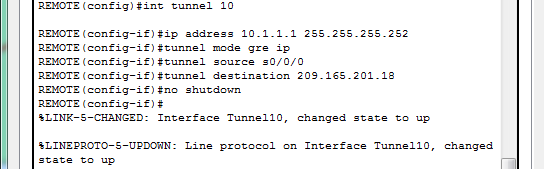 REMOTE(config)#int tunnel 10
REMOTE(config-if)#ip address 10.1.1.1 255.255.255.252
REMOTE(config-if)#tunnel mode gre ip
REMOTE(config-if)#tunnel source s0/0/0
REMOTE(config-if)#tunnel destination 209.165.201.18
REMOTE(config-if)#no shutdown
REMOTE(config-if)#
%LINK-5-CHANGED: Interface Tunnel10, changed state to up
%LINEPROTO-5-UPDOWN: Line protocol on Interface Tunnel10, changed
state to up